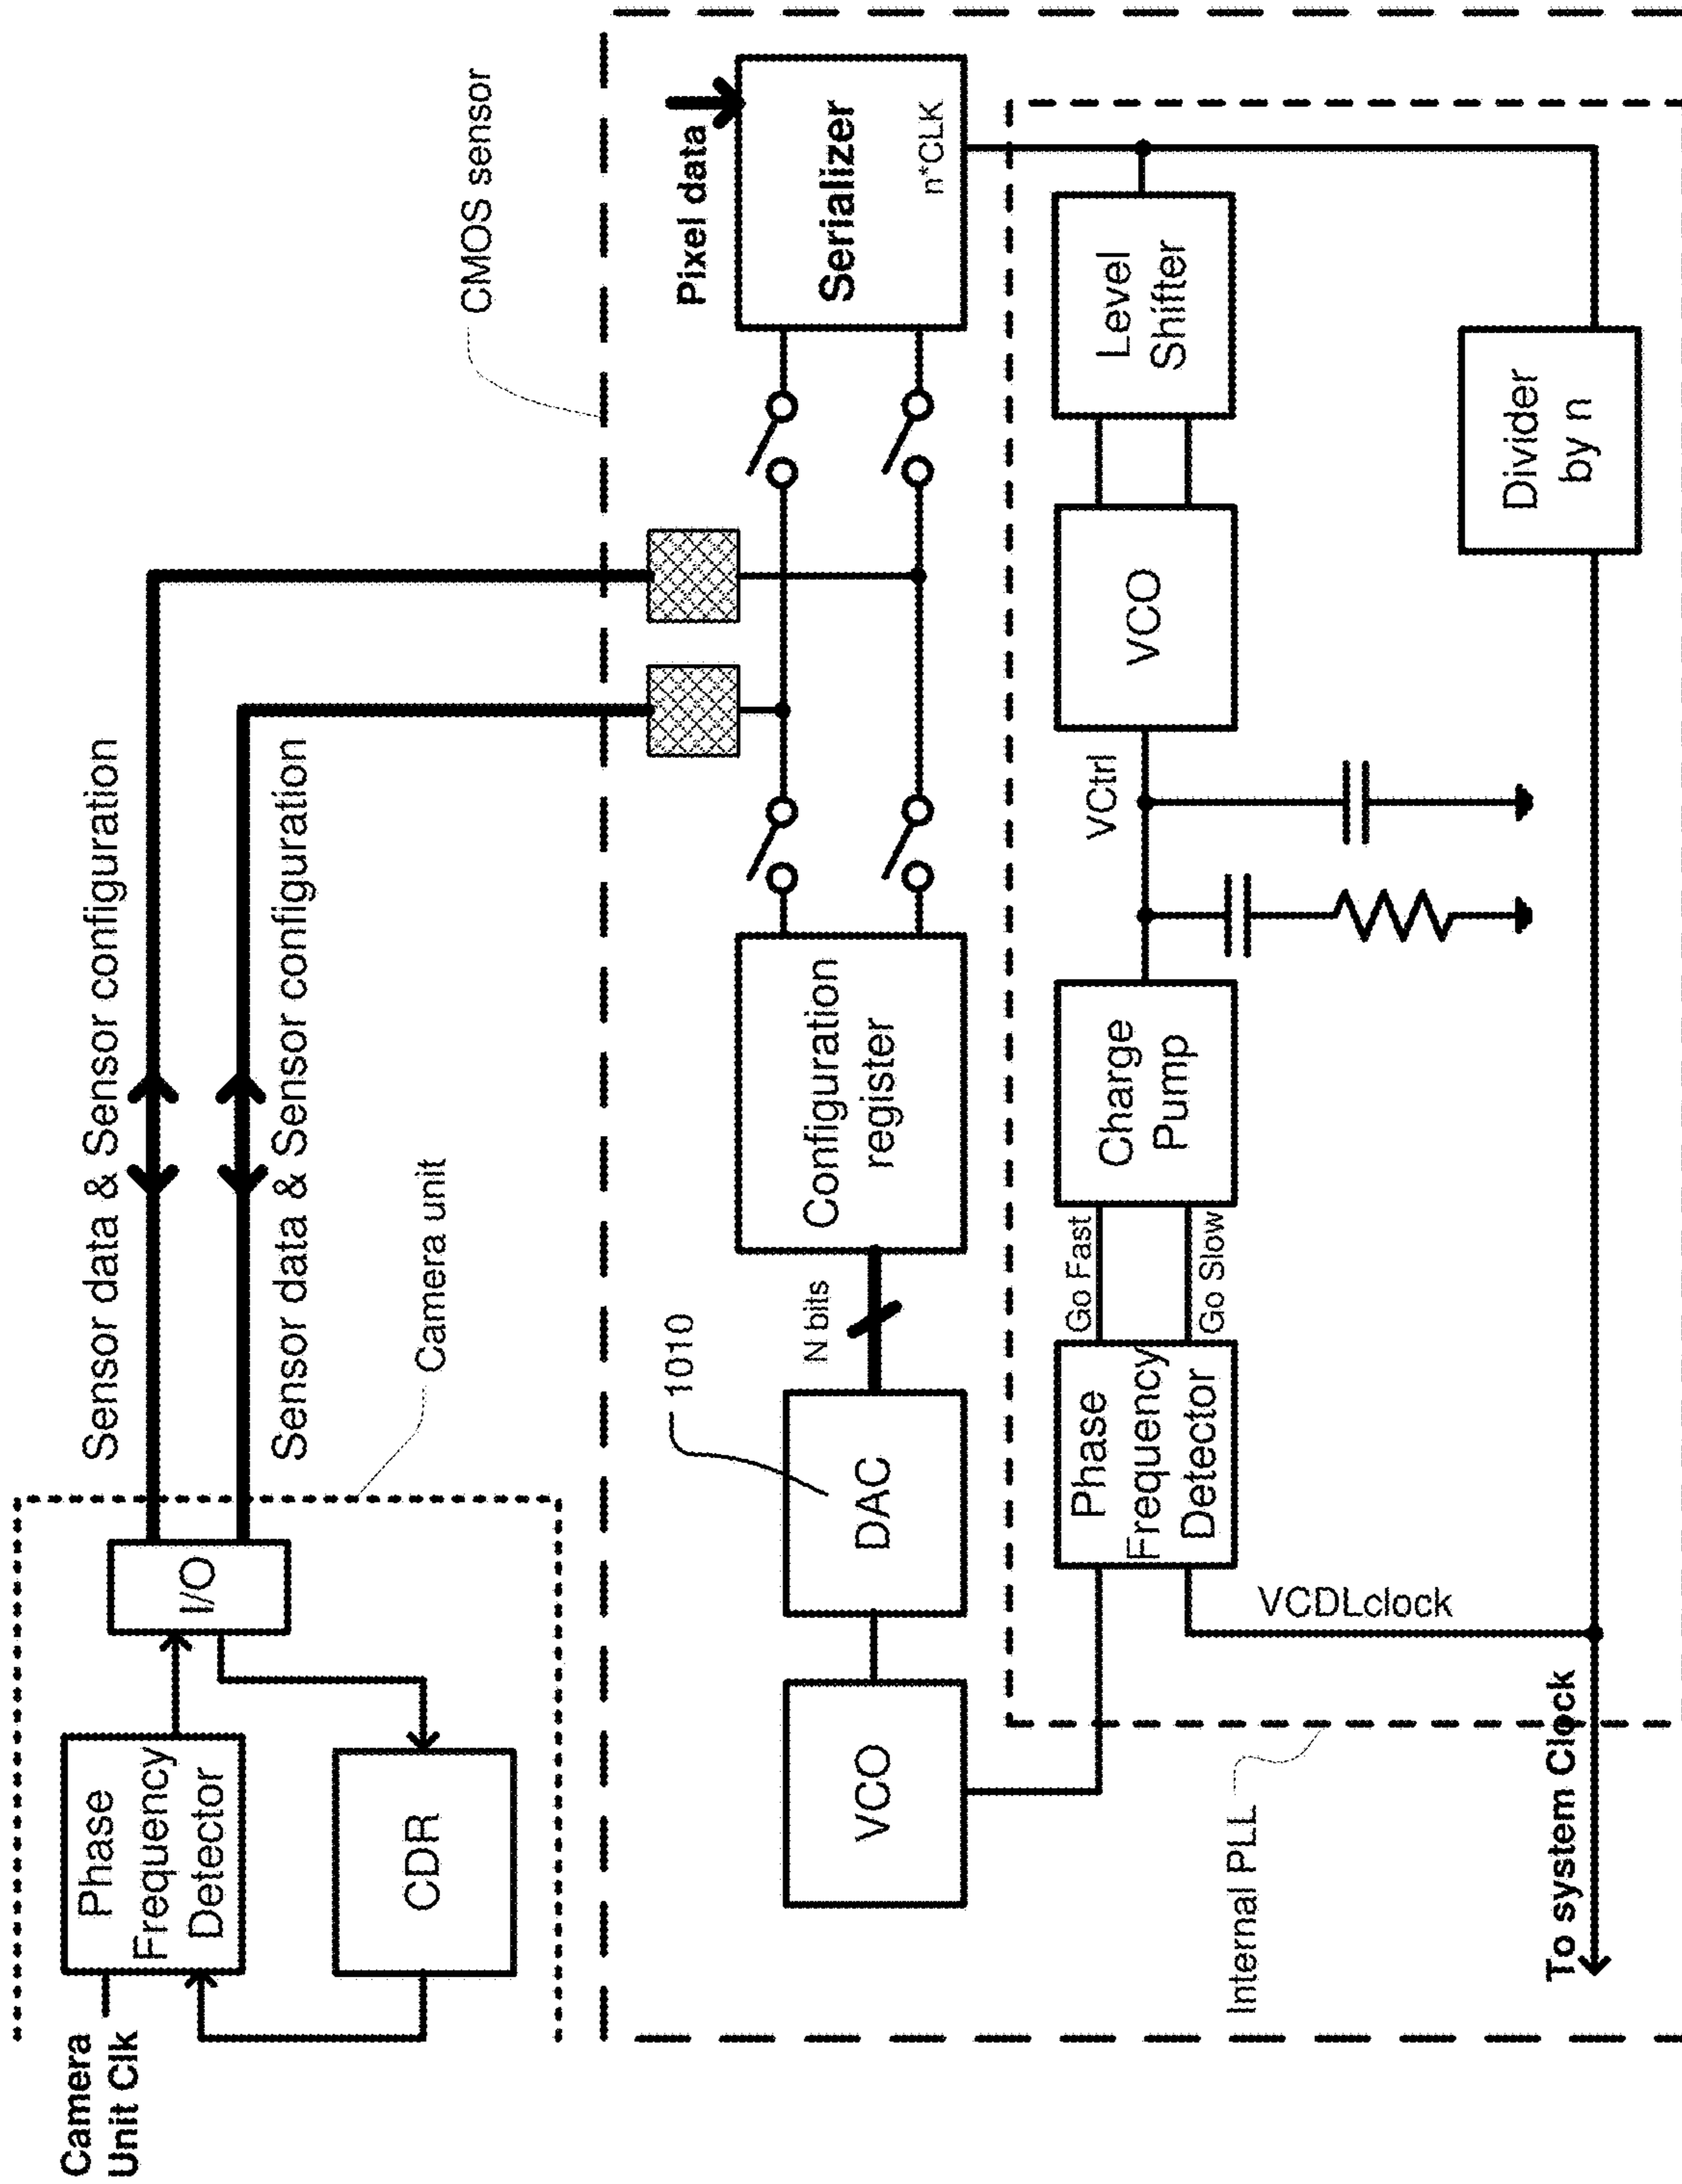 Camera
Unit Clk
Phase
Frequency
Detector
I/O
CDR
Sensor data & Sensor configuration
Sensor data & Sensor configuration
Camera unit
CMOS sensor
Pixel data
Serializer
n*CLK
Configuration
register
N bits
1010
DAC
VCO
Internal PLL
Phase
Frequency
Detector
Go Fast
Go Slow
Charge
Pump
VCtrl
VCO
Level
Shifter
VCDLclock
Divider
by n
To system Clock